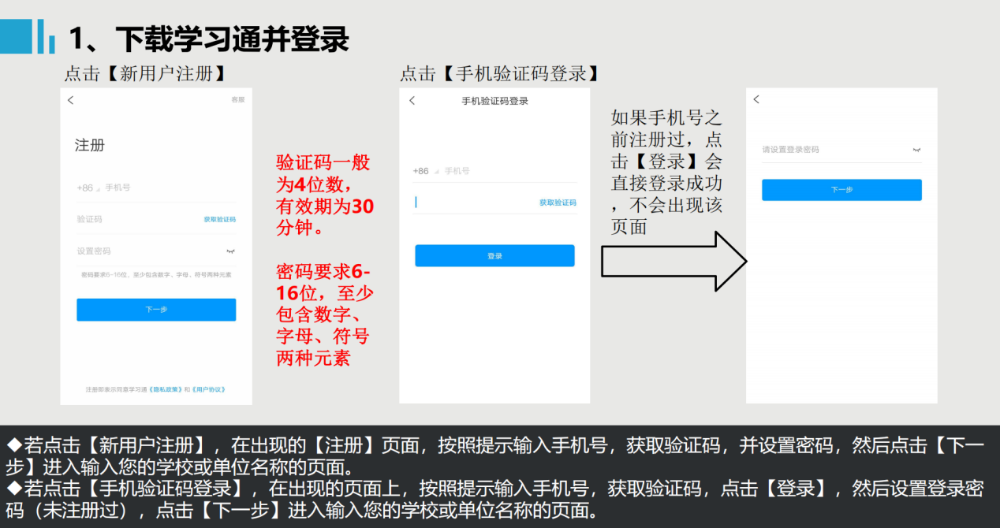 1、下载学习通并登录
点击【新用户注册】
客服
注册
+86 手机号
验证码 获取验证码
设置密码
密码要求6-16位，至少包含数字、字母、符号两种元素
下一步
注册即表示同意学习通《隐私政策》和《用户协议》
验证码一般
为4位数，
有效期为30
分钟。
密码要求6-
16位，至少
包含数字、
字母、符号
两种元素
点击【手机验证码登录】
手机验证码登录
+86 手机号
获取验证码
登录
如果手机号之
前注册过，点
击【登录】会
直接登录成功
，不会出现该
页面
请设置登录密码
下一步
◆若点击【新用户注册】，在出现的【注册】页面，按照提示输入手机号，获取验证码，并设置密码，然后点击【下一
步】进入输入您的学校或单位名称的页面。
◆若点击【手机验证码登录】，在出现的页面上，按照提示输入手机号，获取验证码，点击【登录】，然后设置登录密
码（未注册过），点击【下一步】进入输入您的学校或单位名称的页面。